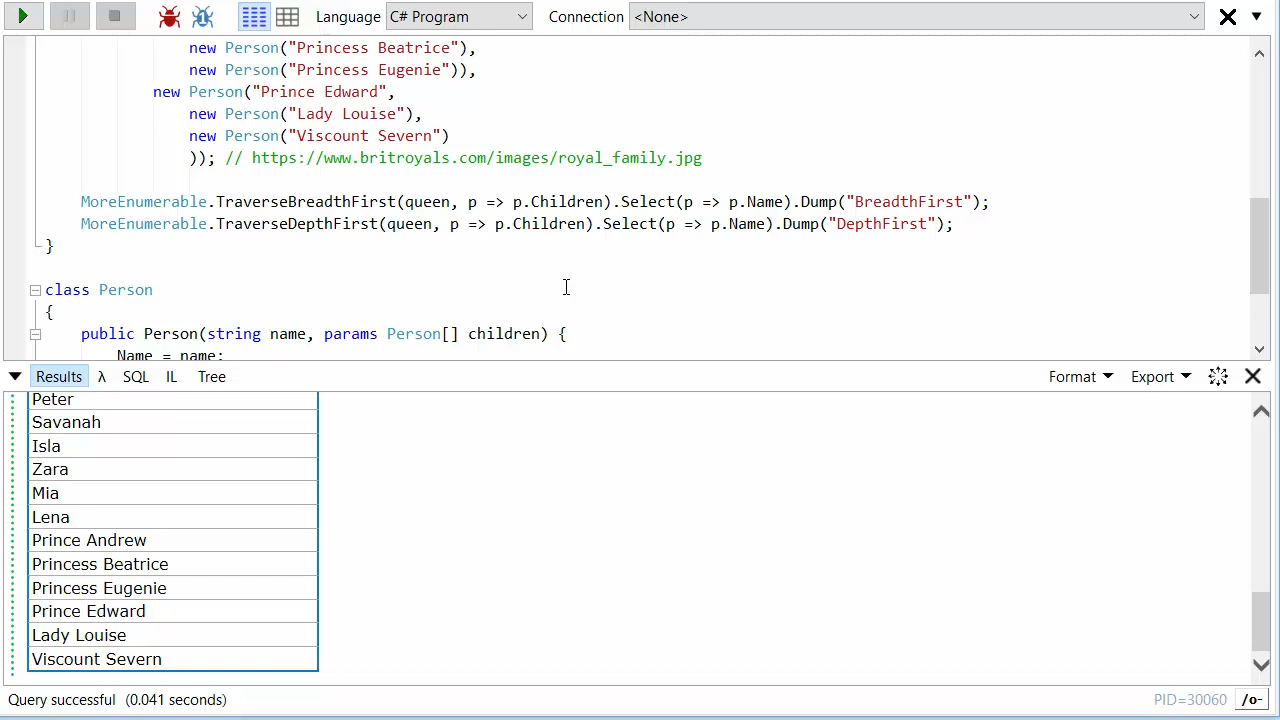 Language C# Program Connection <None>
new Person("Princess Beatrice"),
new Person("Princess Eugenie")),
new Person("Prince Edward",
new Person("Lady Louise"),
new Person("Viscount Severn")
)); // https://www.britroyals.com/images/royal_family.jpg
MoreEnumerable.TraverseBreadthFirst(queen, p => p.Children).Select(p => p.Name).Dump("BreadthFirst");
MoreEnumerable.TraverseDepthFirst(queen, p => p.Children).Select(p => p.Name).Dump("DepthFirst");
}
class Person
{
public Person(string name, params Person[] children) {
Name = name;
Results λ SQL IL Tree Format Export
Peter
Savanah
Isla
Zara
Mia
Lena
Prince Andrew
Princess Beatrice
Princess Eugenie
Prince Edward
Lady Louise
Viscount Severn
Query successful (0.041 seconds) PID=30060 /o-